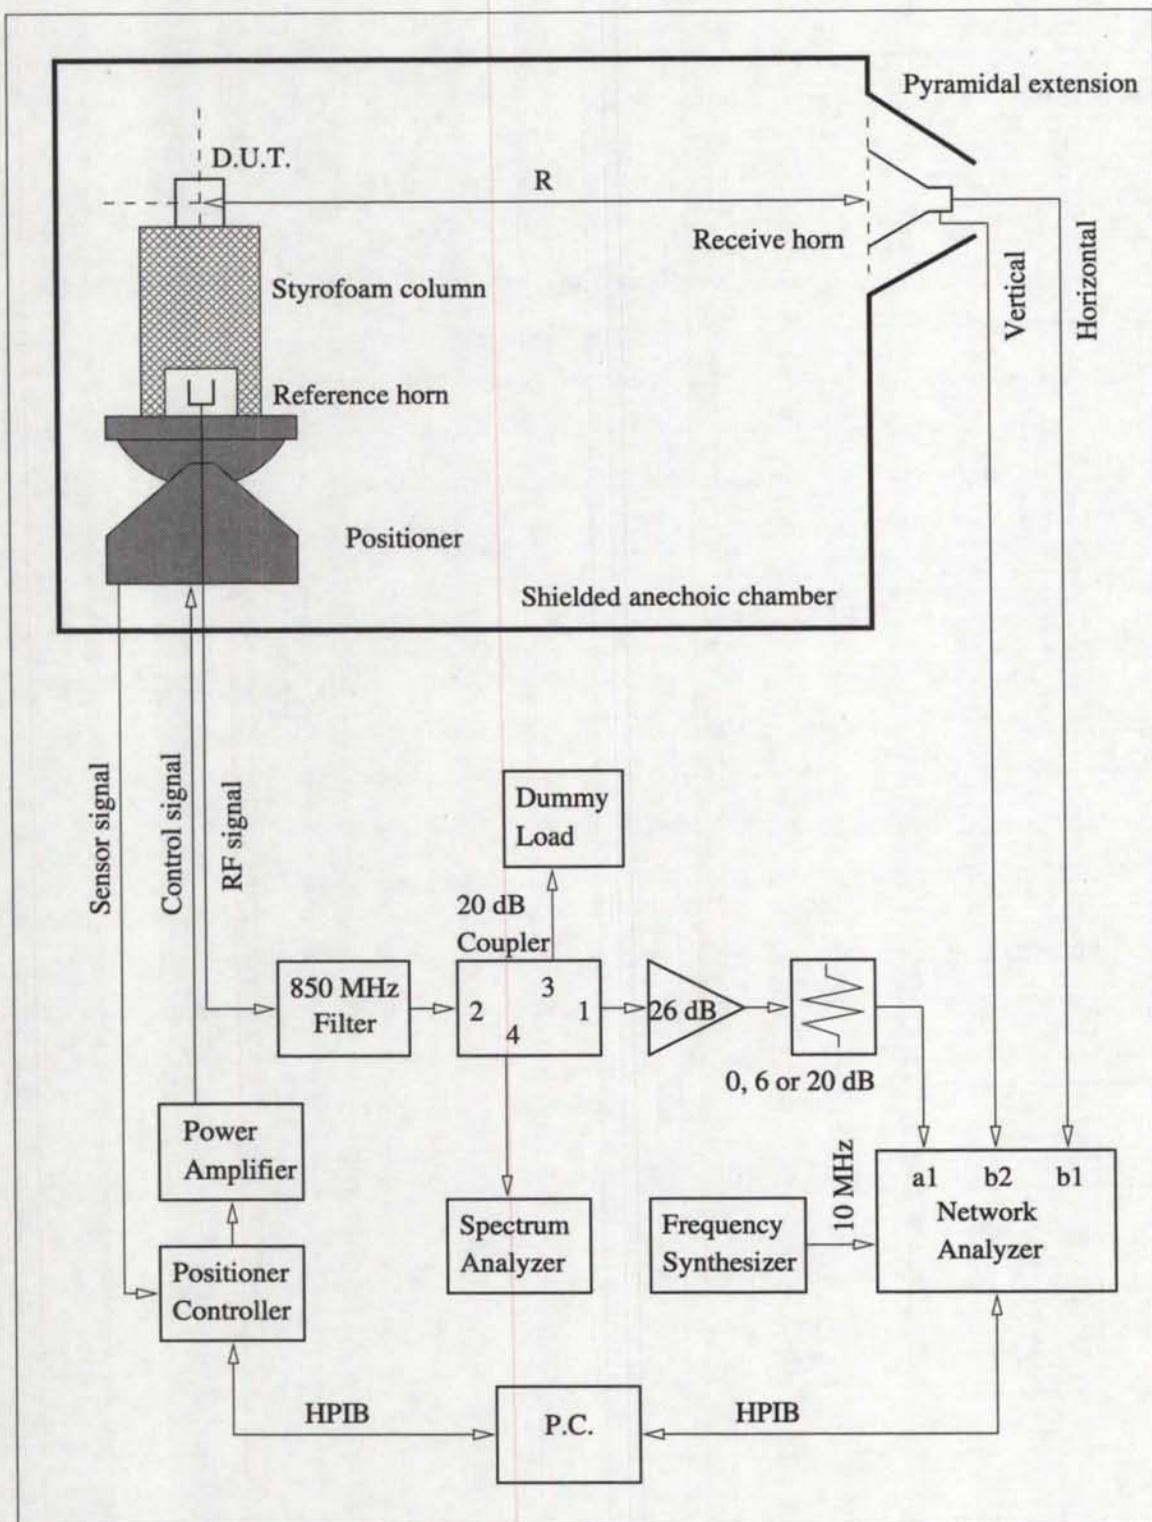 Pyramidal extension
D.U.T.
R
Receive horn
Styrofoam column
Reference horn
Positioner
Shielded anechoic chamber
Vertical
Horizontal
Sensor signal
Control signal
RF signal
Dummy
Load
20 dB
Coupler
850 MHz
Filter
2
3
1
4
26 dB
0, 6 or 20 dB
Power
Amplifier
Spectrum
Analyzer
Frequency
Synthesizer
10 MHz
a1 b2 b1
Network
Analyzer
Positioner
Controller
HPIB
P.C.
HPIB